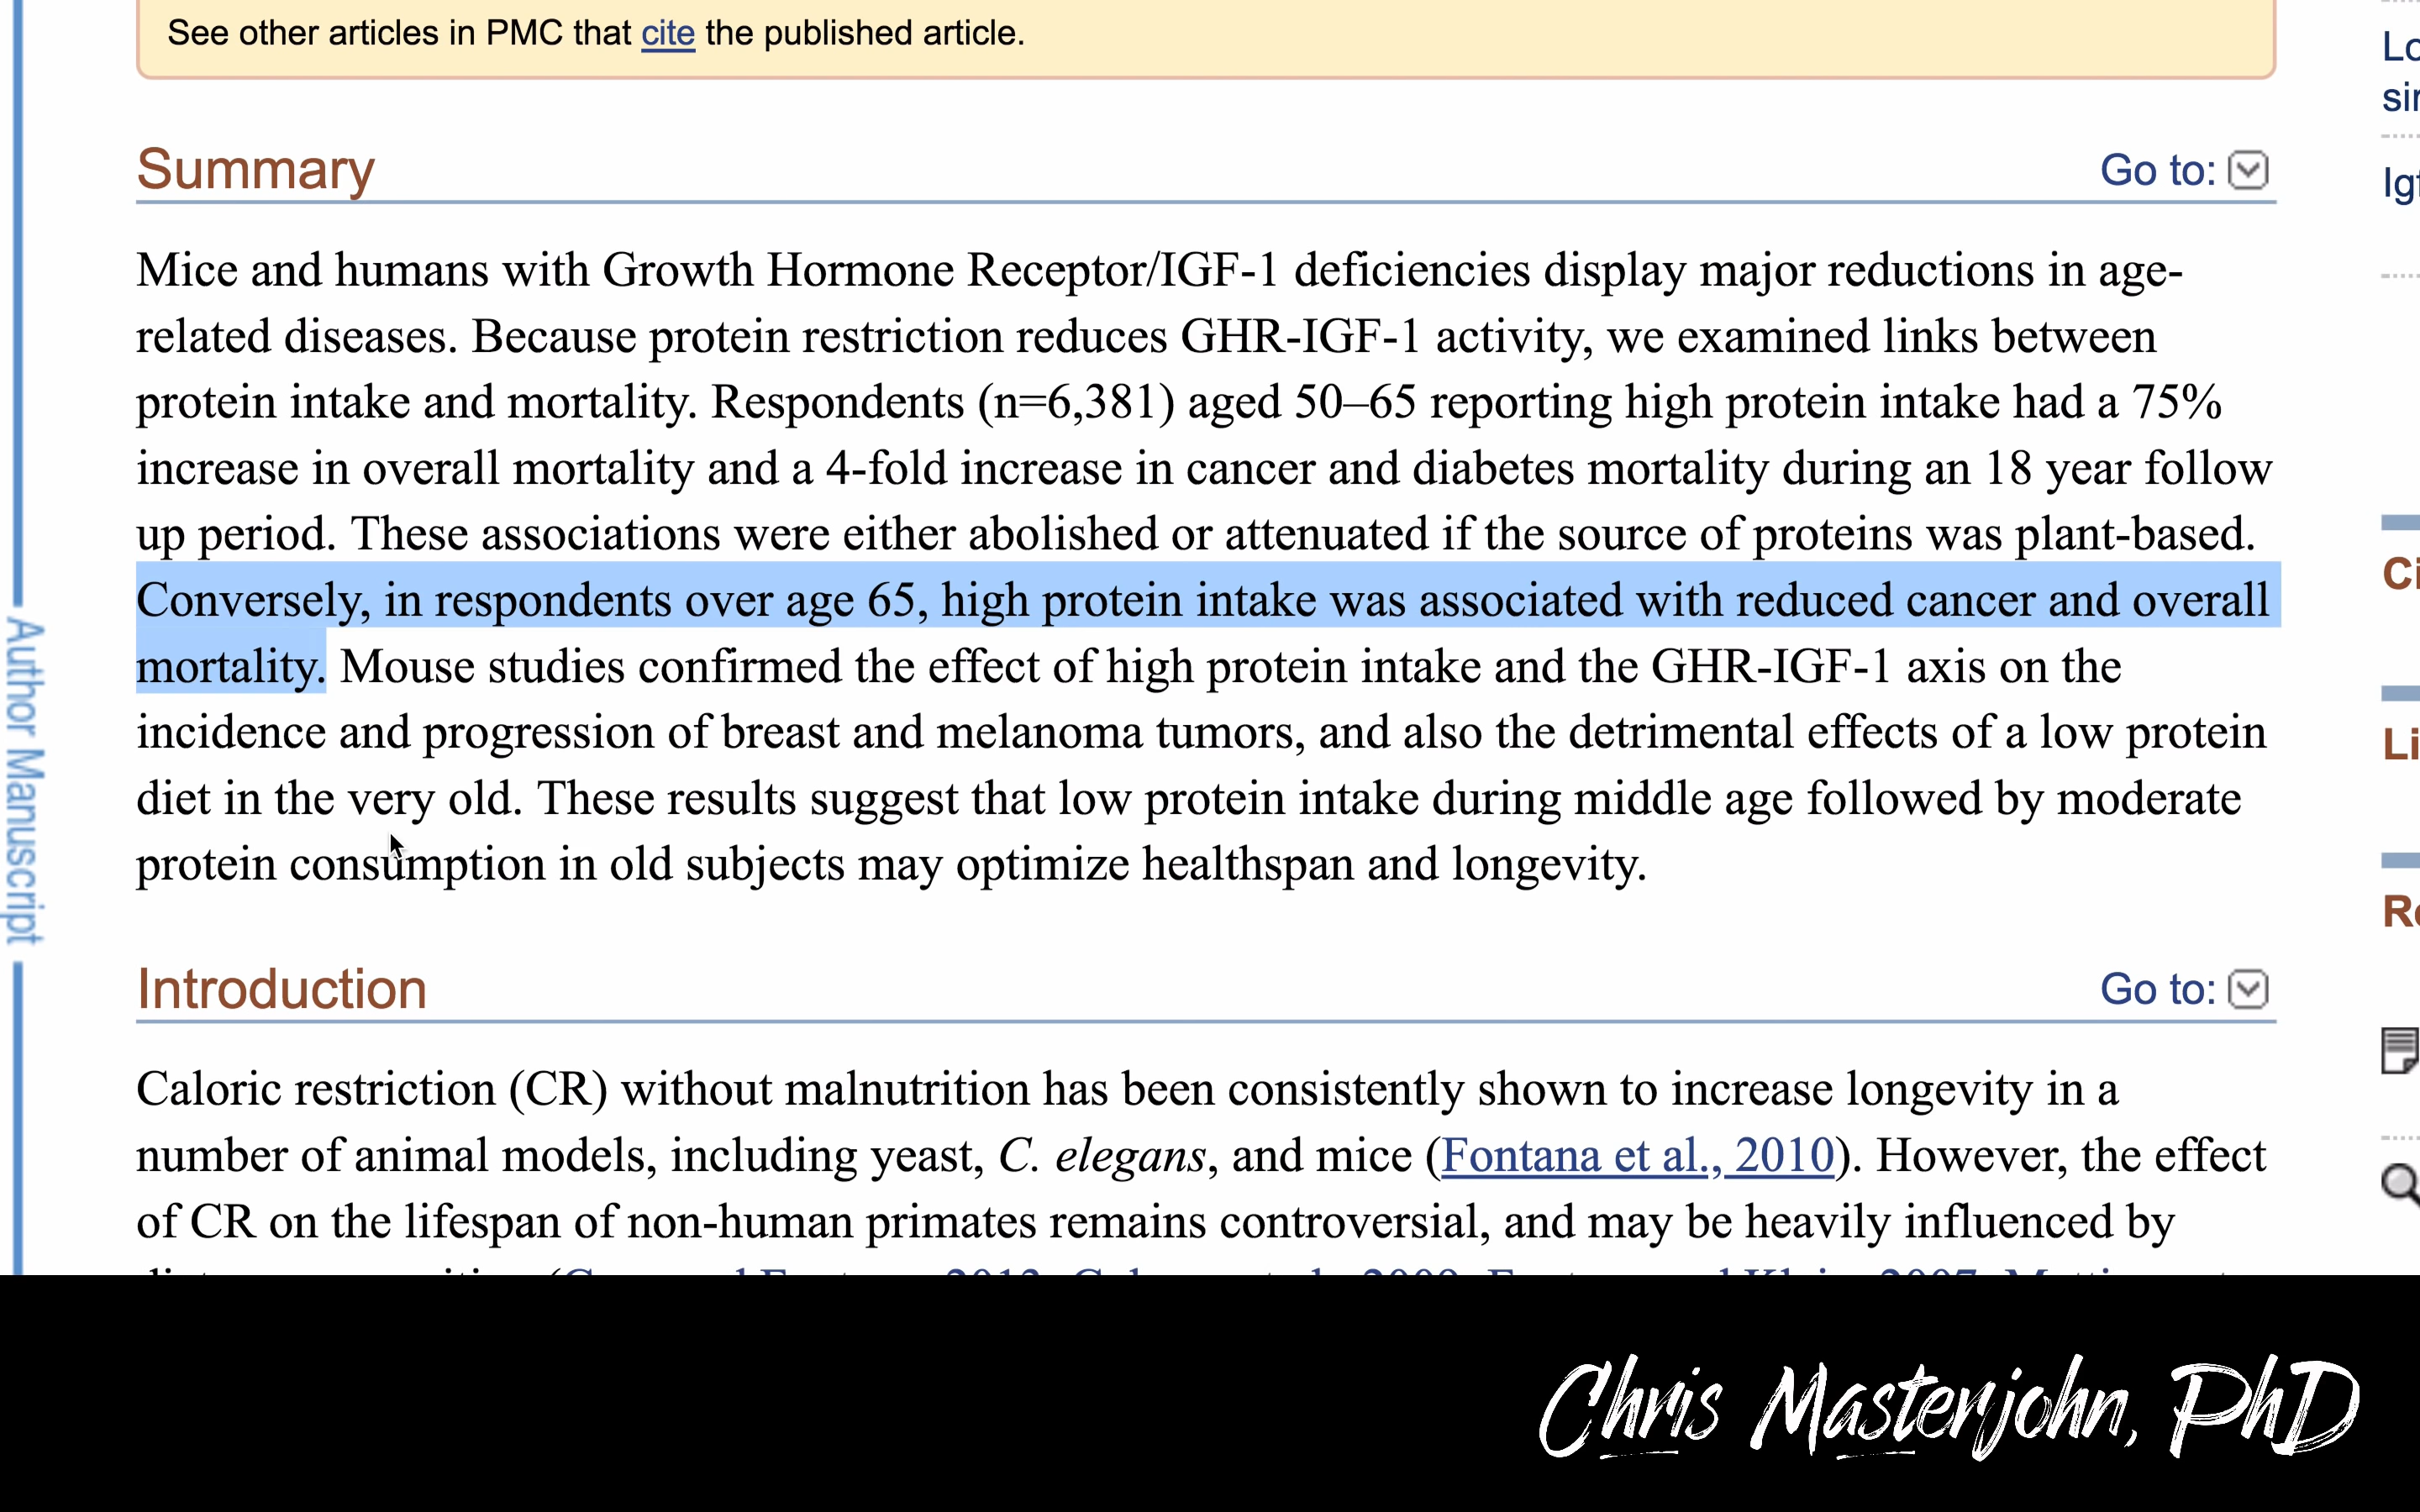 See other articles in PMC that cite the published article.
Summary
Go to:
Mice and humans with Growth Hormone Receptor/IGF-1 deficiencies display major reductions in age-
related diseases. Because protein restriction reduces GHR-IGF-1 activity, we examined links between
protein intake and mortality. Respondents (n=6,381) aged 50–65 reporting high protein intake had a 75%
increase in overall mortality and a 4-fold increase in cancer and diabetes mortality during an 18 year follow
up period. These associations were either abolished or attenuated if the source of proteins was plant-based.
Conversely, in respondents over age 65, high protein intake was associated with reduced cancer and overall
mortality. Mouse studies confirmed the effect of high protein intake and the GHR-IGF-1 axis on the
incidence and progression of breast and melanoma tumors, and also the detrimental effects of a low protein
diet in the very old. These results suggest that low protein intake during middle age followed by moderate
protein consumption in old subjects may optimize healthspan and longevity.
Introduction
Go to:
Caloric restriction (CR) without malnutrition has been consistently shown to increase longevity in a
number of animal models, including yeast, C. elegans, and mice (Fontana et al., 2010). However, the effect
of CR on the lifespan of non-human primates remains controversial, and may be heavily influenced by
Author Manuscript
Chris Masterjohn, PhD